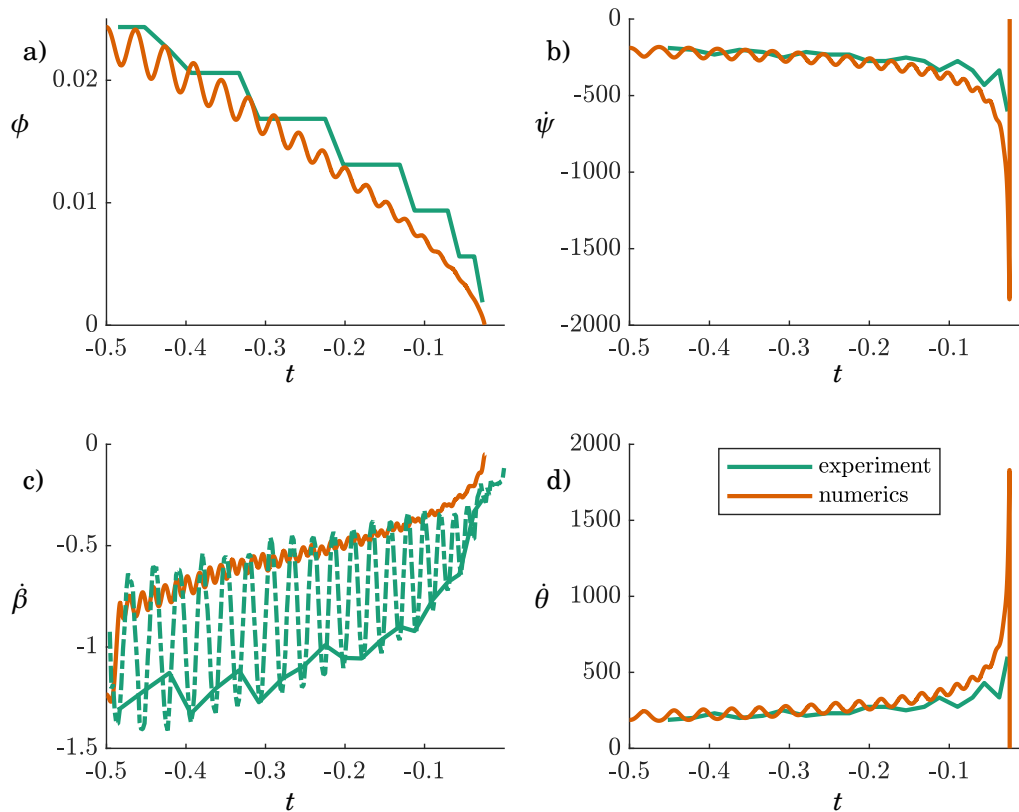 a)
0.02
0.01
0
ϕ
-0.5 -0.4 -0.3 -0.2 -0.1
t
b)
0
-500
-1000
-1500
-2000
ψ̇
-0.5 -0.4 -0.3 -0.2 -0.1
t
c)
0
-0.5
-1
-1.5
β̇
-0.5 -0.4 -0.3 -0.2 -0.1
t
d)
2000
1500
1000
500
0
θ̇
experiment
numerics
-0.5 -0.4 -0.3 -0.2 -0.1
t